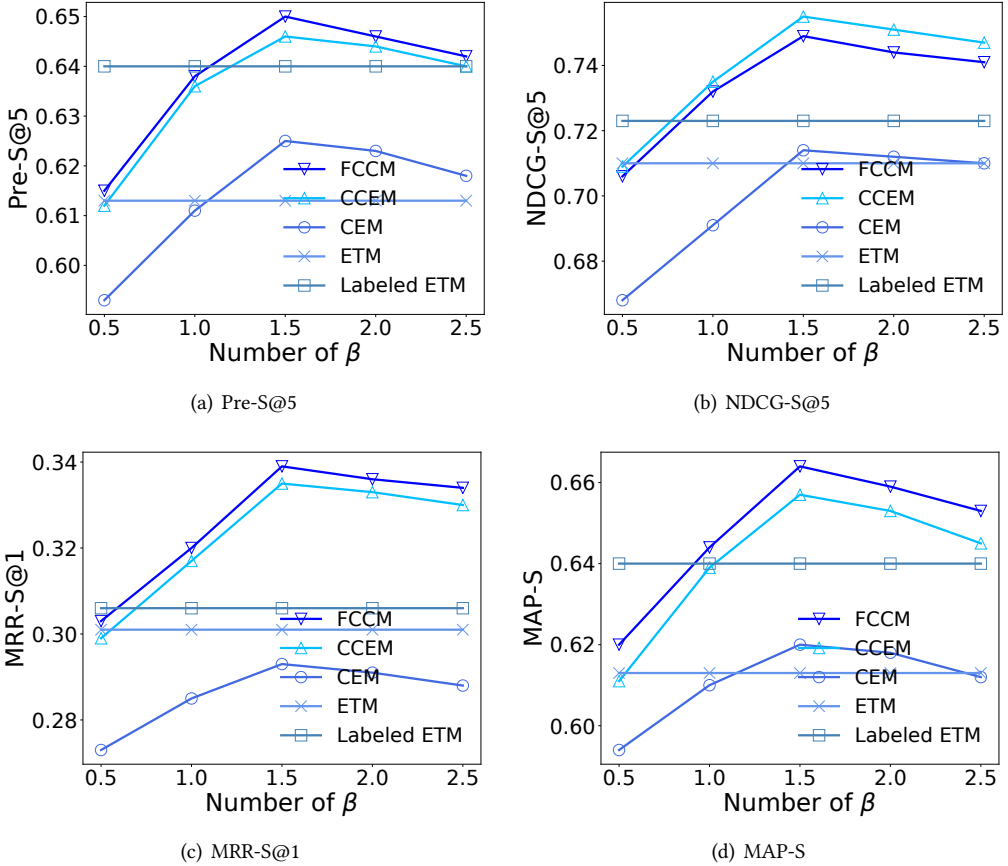 0.65
0.64
0.63
0.62
0.61
0.60
Pre-S@5
FCCM
CCEM
CEM
ETM
Labeled ETM
0.5 1.0 1.5 2.0 2.5
Number of β
(a) Pre-S@5
0.74
0.72
0.70
0.68
NDCG-S@5
FCCM
CCEM
CEM
ETM
Labeled ETM
0.5 1.0 1.5 2.0 2.5
Number of β
(b) NDCG-S@5
0.34
0.32
0.30
0.28
MRR-S@1
FCCM
CCEM
CEM
ETM
Labeled ETM
0.5 1.0 1.5 2.0 2.5
Number of β
(c) MRR-S@1
0.66
0.64
0.62
0.60
MAP-S
FCCM
CCEM
CEM
ETM
Labeled ETM
0.5 1.0 1.5 2.0 2.5
Number of β
(d) MAP-S